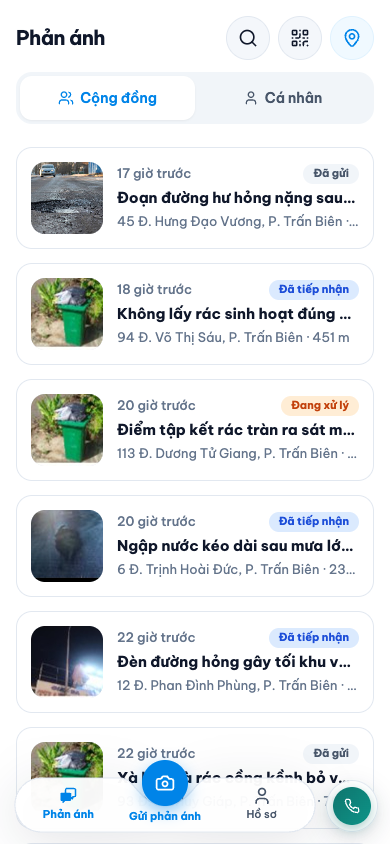 Phản ánh
Cộng đồng
Cá nhân
17 giờ trước
Đã gửi
Đoạn đường hư hỏng nặng sau...
45 Đ. Hưng Đạo Vương, P. Trấn Biên ·...
18 giờ trước
Đã tiếp nhận
Không lấy rác sinh hoạt đúng ...
94 Đ. Võ Thị Sáu, P. Trấn Biên · 451 m
20 giờ trước
Đang xử lý
Điểm tập kết rác tràn ra sát m...
113 Đ. Dương Tử Giang, P. Trấn Biên · ...
20 giờ trước
Đã tiếp nhận
Ngập nước kéo dài sau mưa lớ...
6 Đ. Trịnh Hoài Đức, P. Trấn Biên · 23...
22 giờ trước
Đã tiếp nhận
Đèn đường hỏng gây tối khu v...
12 Đ. Phan Đình Phùng, P. Trấn Biên · ...
22 giờ trước
Đã gửi
rác cồng kềnh bỏ v...
Phản ánh
Gửi phản ánh
Hồ sơ